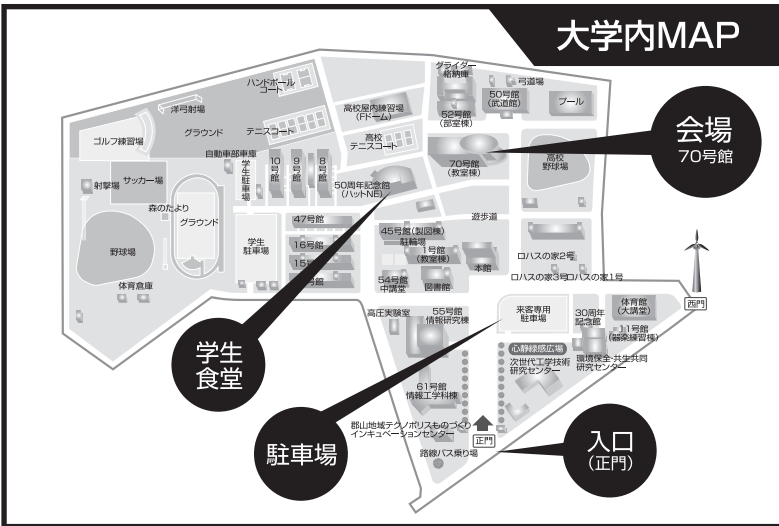 大学内MAP
グライダー
格納庫
弓道場
50号館
(武道館)
プール
52号館
(部室棟)
ハンドボール
コート
高校屋内練習場
(Fドーム)
洋弓射場
グラウンド
テニスコート
高校
テニスコート
ゴルフ練習場
会場
70号館
70号館
(教室棟)
高校
野球場
自動車部車庫
学生駐車場
10号館
9号館
8号館
50周年記念館
(ハットNE)
射撃場
サッカー場
森のたより
グラウンド
野球場
体育倉庫
学生
駐車場
47号館
16号館
15
号館
遊歩道
45号館(製図棟)
駐輪場
1号館
(教室棟)
本館
54号館
中講堂
図書館
ロハスの家2号
ロハスの家3号
ロハスの家1号
西門
高圧実験室
55号館
情報研究棟
来客専用
駐車場
30周年
記念館
体育館
(大講堂)
11号館
(器楽練習棟)
心静緑感広場
次世代工学技術
研究センター
環境保全・共生共同
研究センター
61号館
情報工学科棟
郡山地域テクノポリスものづくり
インキュベーションセンター
正門
路線バス乗り場
学生
食堂
駐車場
入口
(正門)